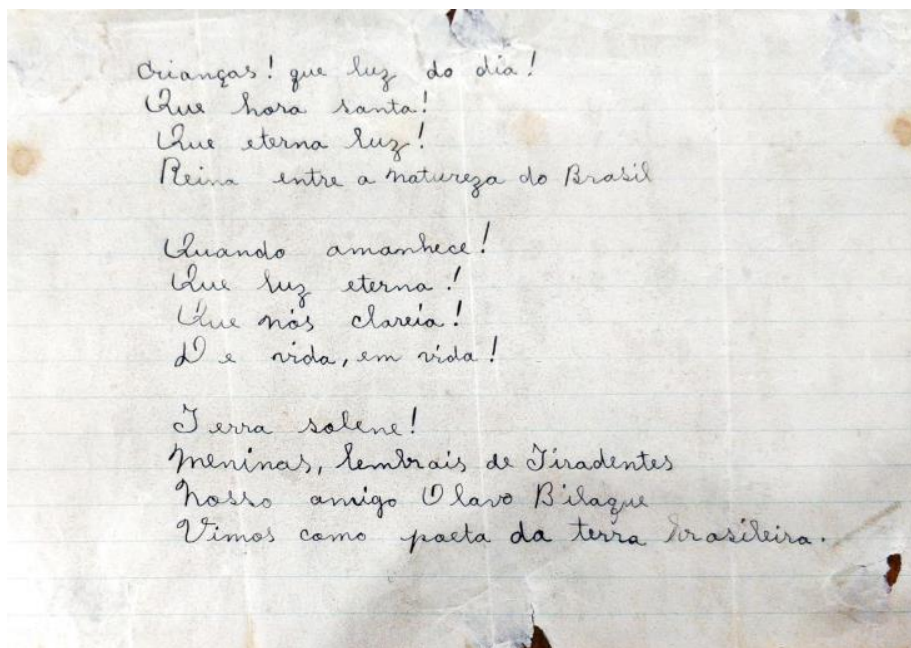 Crianças! que luz do dia!
Que hora santa!
Que eterna luz!
Reina entre a natureza do Brasil
Quando amanhece!
Que luz eterna!
Que nós clareia!
De vida, em vida!
Terra solene!
Meninas, lembrais de Tiradentes
Nosso amigo Olavo Bilaque
Vimos como poeta da terra brasileira.